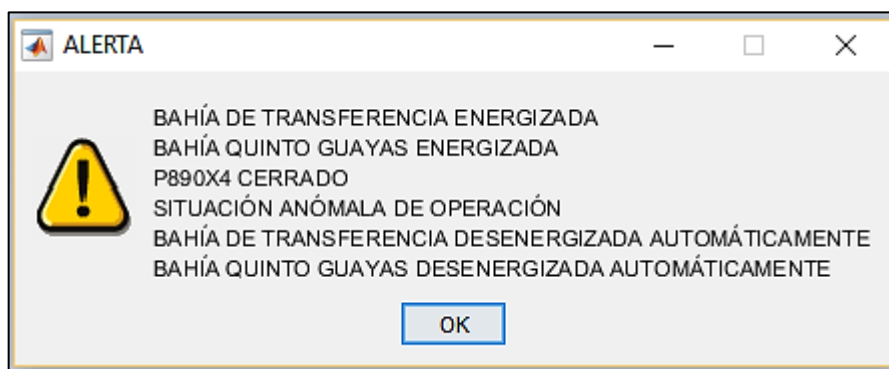 ALERTA
BAHÍA DE TRANSFERENCIA ENERGIZADA
BAHÍA QUINTO GUAYAS ENERGIZADA
P890X4 CERRADO
SITUACIÓN ANÓMALA DE OPERACIÓN
BAHÍA DE TRANSFERENCIA DESENERGIZADA AUTOMÁTICAMENTE
BAHÍA QUINTO GUAYAS DESENERGIZADA AUTOMÁTICAMENTE
OK